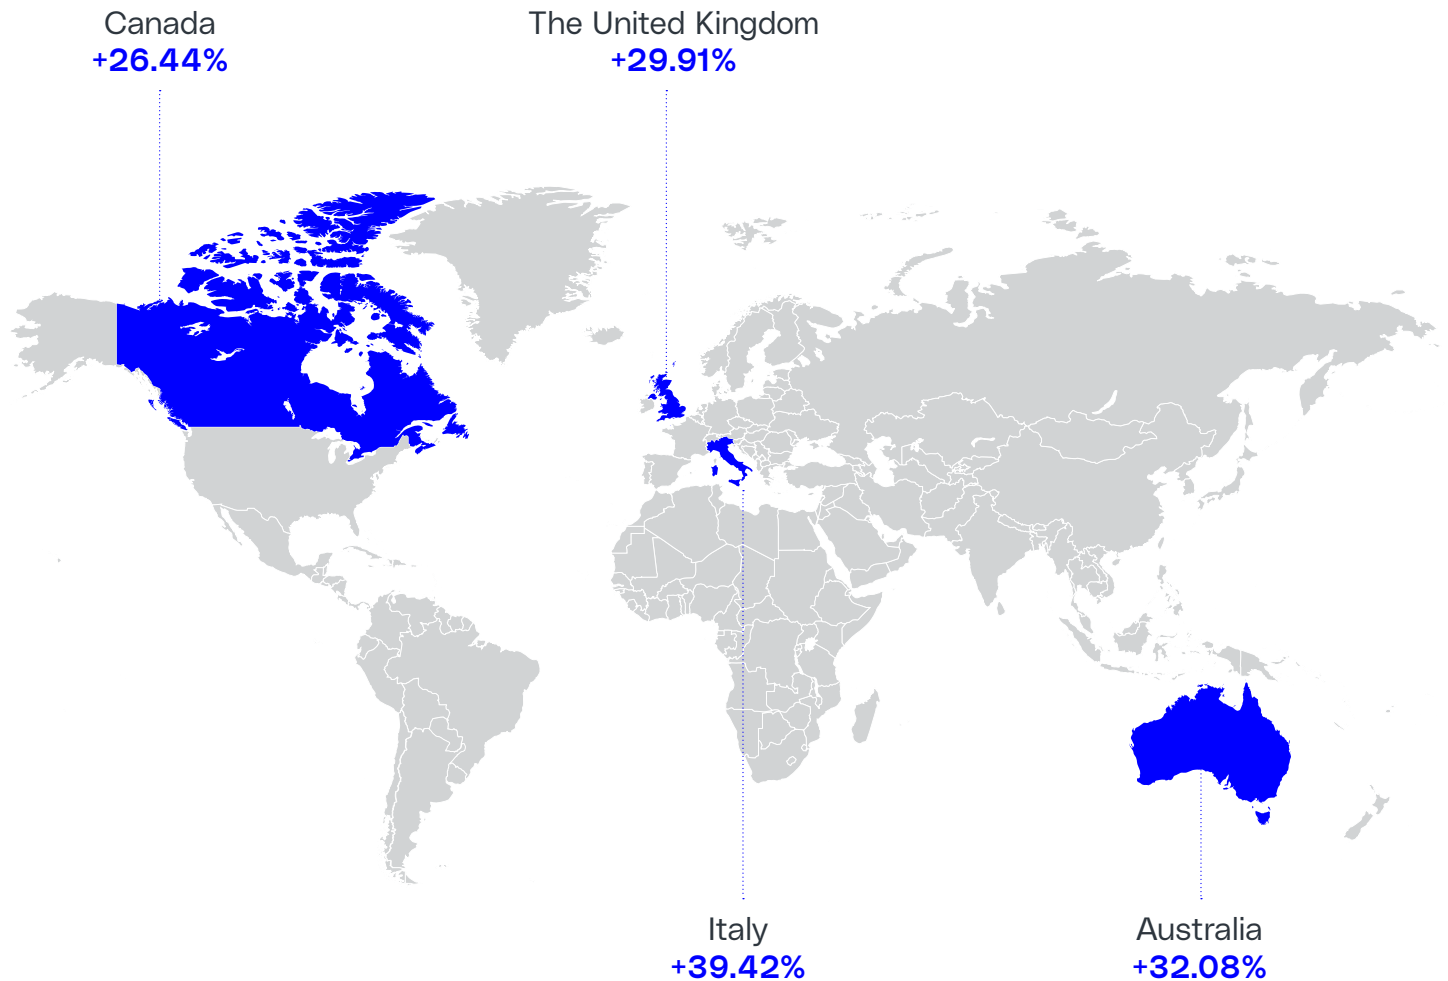 Canada
+26.44%
The United Kingdom
+29.91%
Italy
+39.42%
Australia
+32.08%